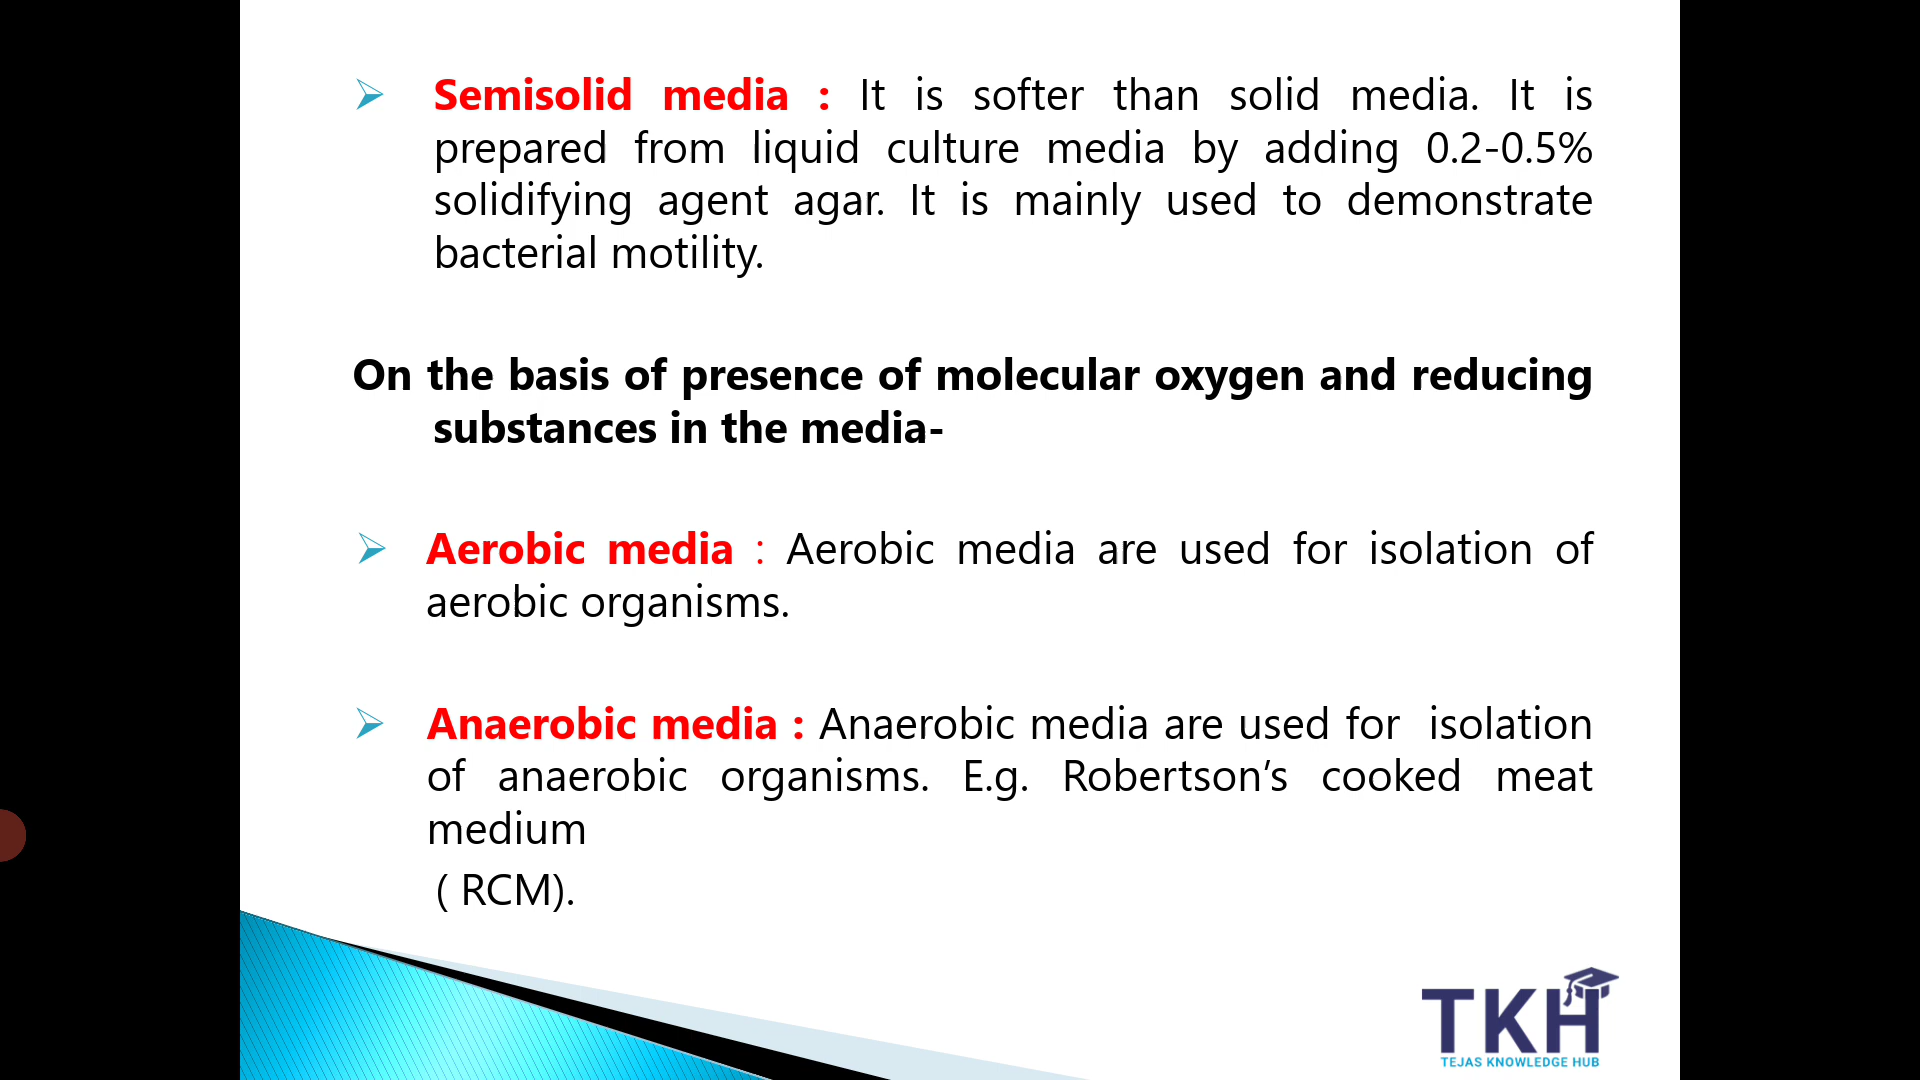 Semisolid media : It is softer than solid media. It is
prepared from liquid culture media by adding 0.2-0.5%
solidifying agent agar. It is mainly used to demonstrate
bacterial motility.
On the basis of presence of molecular oxygen and reducing
substances in the media-
Aerobic media : Aerobic media are used for isolation of
aerobic organisms.
Anaerobic media : Anaerobic media are used for isolation
of anaerobic organisms. E.g. Robertson’s cooked meat
medium
( RCM).
TKH
TEJAS KNOWLEDGE HUB